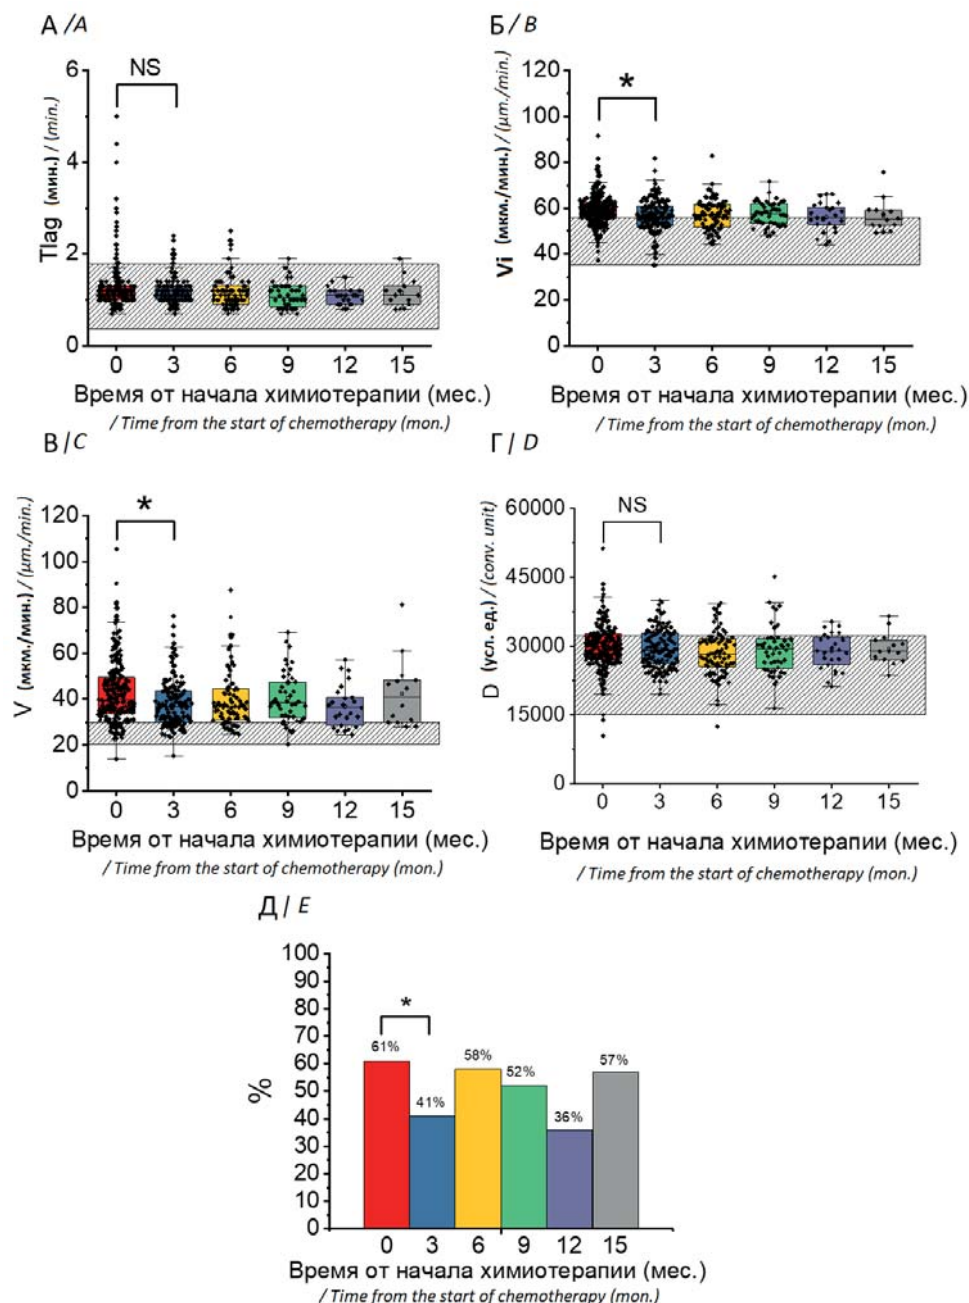 А /A
6
NS
4
2
0
Tlag (мин.) / (min.)
0 3 6 9 12 15
Время от начала химиотерапии (мес.)
/ Time from the start of chemotherapy (mon.)
Б / B
120
*
100
80
60
40
20
0
Vi (мкм./мин.) / (µm./min.)
0 3 6 9 12 15
Время от начала химиотерапии (мес.)
/ Time from the start of chemotherapy (mon.)
В / C
120
*
100
80
60
40
20
0
V (мкм./мин.) / (µm./min.)
0 3 6 9 12 15
Время от начала химиотерапии (мес.)
/ Time from the start of chemotherapy (mon.)
Г / D
60000
NS
45000
30000
15000
0
D (усл. ед.) / (conv. unit)
0 3 6 9 12 15
Время от начала химиотерапии (мес.)
/ Time from the start of chemotherapy (mon.)
Д / E
100
90
80
70
60
50
40
30
20
10
0
%
*
61%
41%
58%
52%
36%
57%
0 3 6 9 12 15
Время от начала химиотерапии (мес.)
/ Time from the start of chemotherapy (mon.)